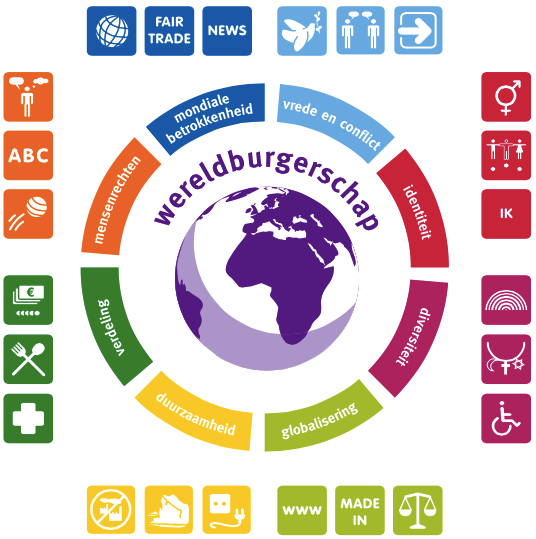 FAIR
TRADE
NEWS
ABC
mondiale
betrokkenheid
vrede en conflict
mensenrechten
identiteit
wereldburgerschap
IK
€
verdeling
diversiteit
duurzaamheid
globalisering
www
MADE
IN